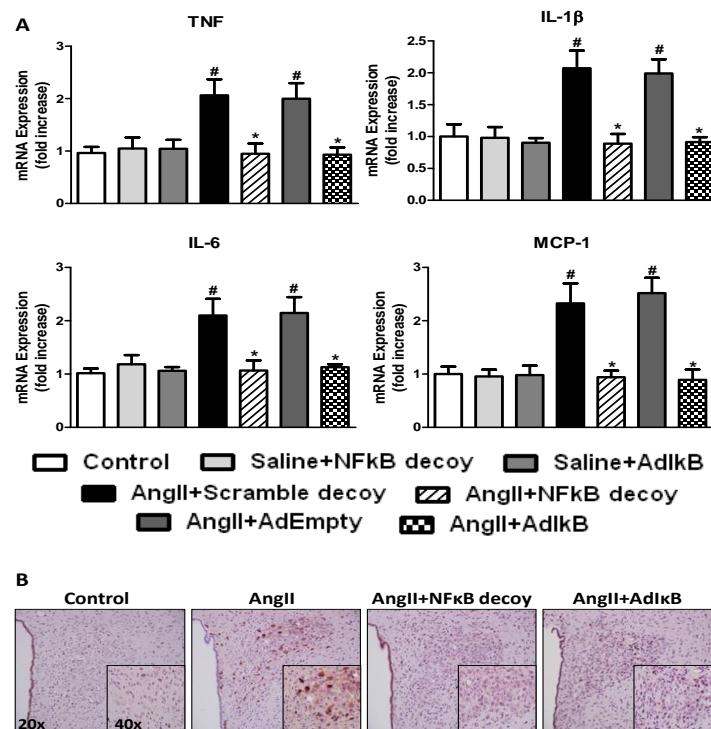 A
TNF
mRNA Expression
(fold increase)
3
2
1
0
#
*
#
*
IL-1β
mRNA Expression
(fold increase)
2.5
2.0
1.5
1.0
0.5
0.0
#
*
#
*
IL-6
mRNA Expression
(fold increase)
3
2
1
0
#
*
#
*
MCP-1
mRNA Expression
(fold increase)
3
2
1
0
#
*
#
*
Control Saline+NFkB decoy Saline+AdIkB
AngII+Scramble decoy AngII+NFkB decoy
AngII+AdEmpty AngII+AdIkB
B
Control AngII AngII+NFκB decoy AngII+AdIκB
20x 40x